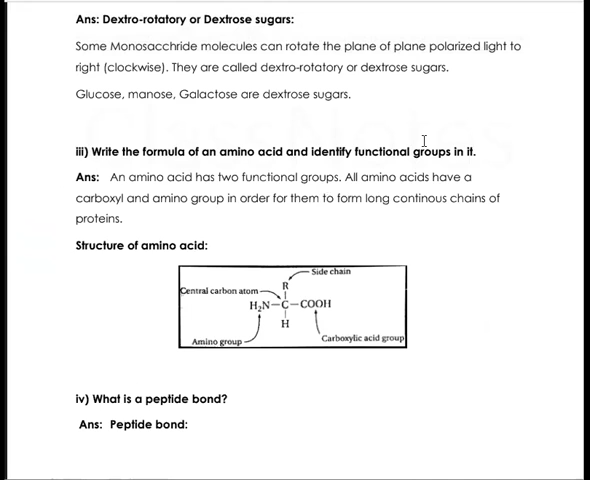 Ans: Dextro-rotatory or Dextrose sugars:
Some Monosacchride molecules can rotate the plane of plane polarized light to
right (clockwise). They are called dextro-rotatory or dextrose sugars.
Glucose, manose, Galactose are dextrose sugars.
iii) Write the formula of an amino acid and identify functional groups in it.
Ans: An amino acid has two functional groups. All amino acids have a
carboxyl and amino group in order for them to form long continous chains of
proteins.
Structure of amino acid:
Side chain
Central carbon atom
R
H₂N–C–COOH
H
Amino group
Carboxylic acid group
iv) What is a peptide bond?
Ans: Peptide bond: